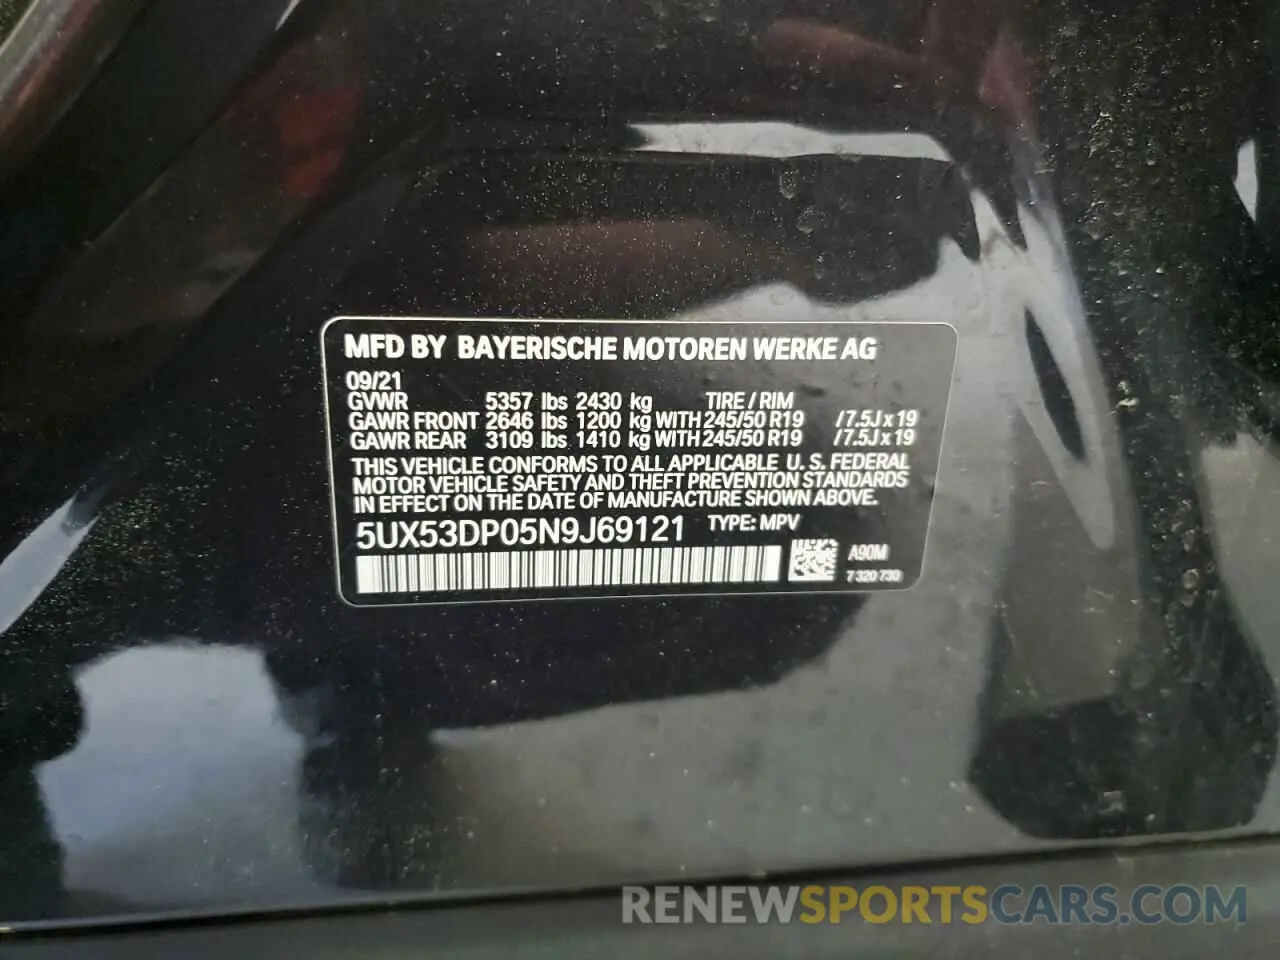 MFD BY BAYERISCHE MOTOREN WERKE AG
09/21
GVWR 5357 lbs 2430 kg TIRE / RIM
GAWR FRONT 2646 lbs 1200 kg WITH 245/50 R19 / 7.5J x 19
GAWR REAR 3109 lbs 1410 kg WITH 245/50 R19 / 7.5J x 19
THIS VEHICLE CONFORMS TO ALL APPLICABLE U. S. FEDERAL
MOTOR VEHICLE SAFETY AND THEFT PREVENTION STANDARDS
IN EFFECT ON THE DATE OF MANUFACTURE SHOWN ABOVE.
5UX53DP05N9J69121 TYPE: MPV
A90M
7 320 730
RENEWSPORTSCARS.COM